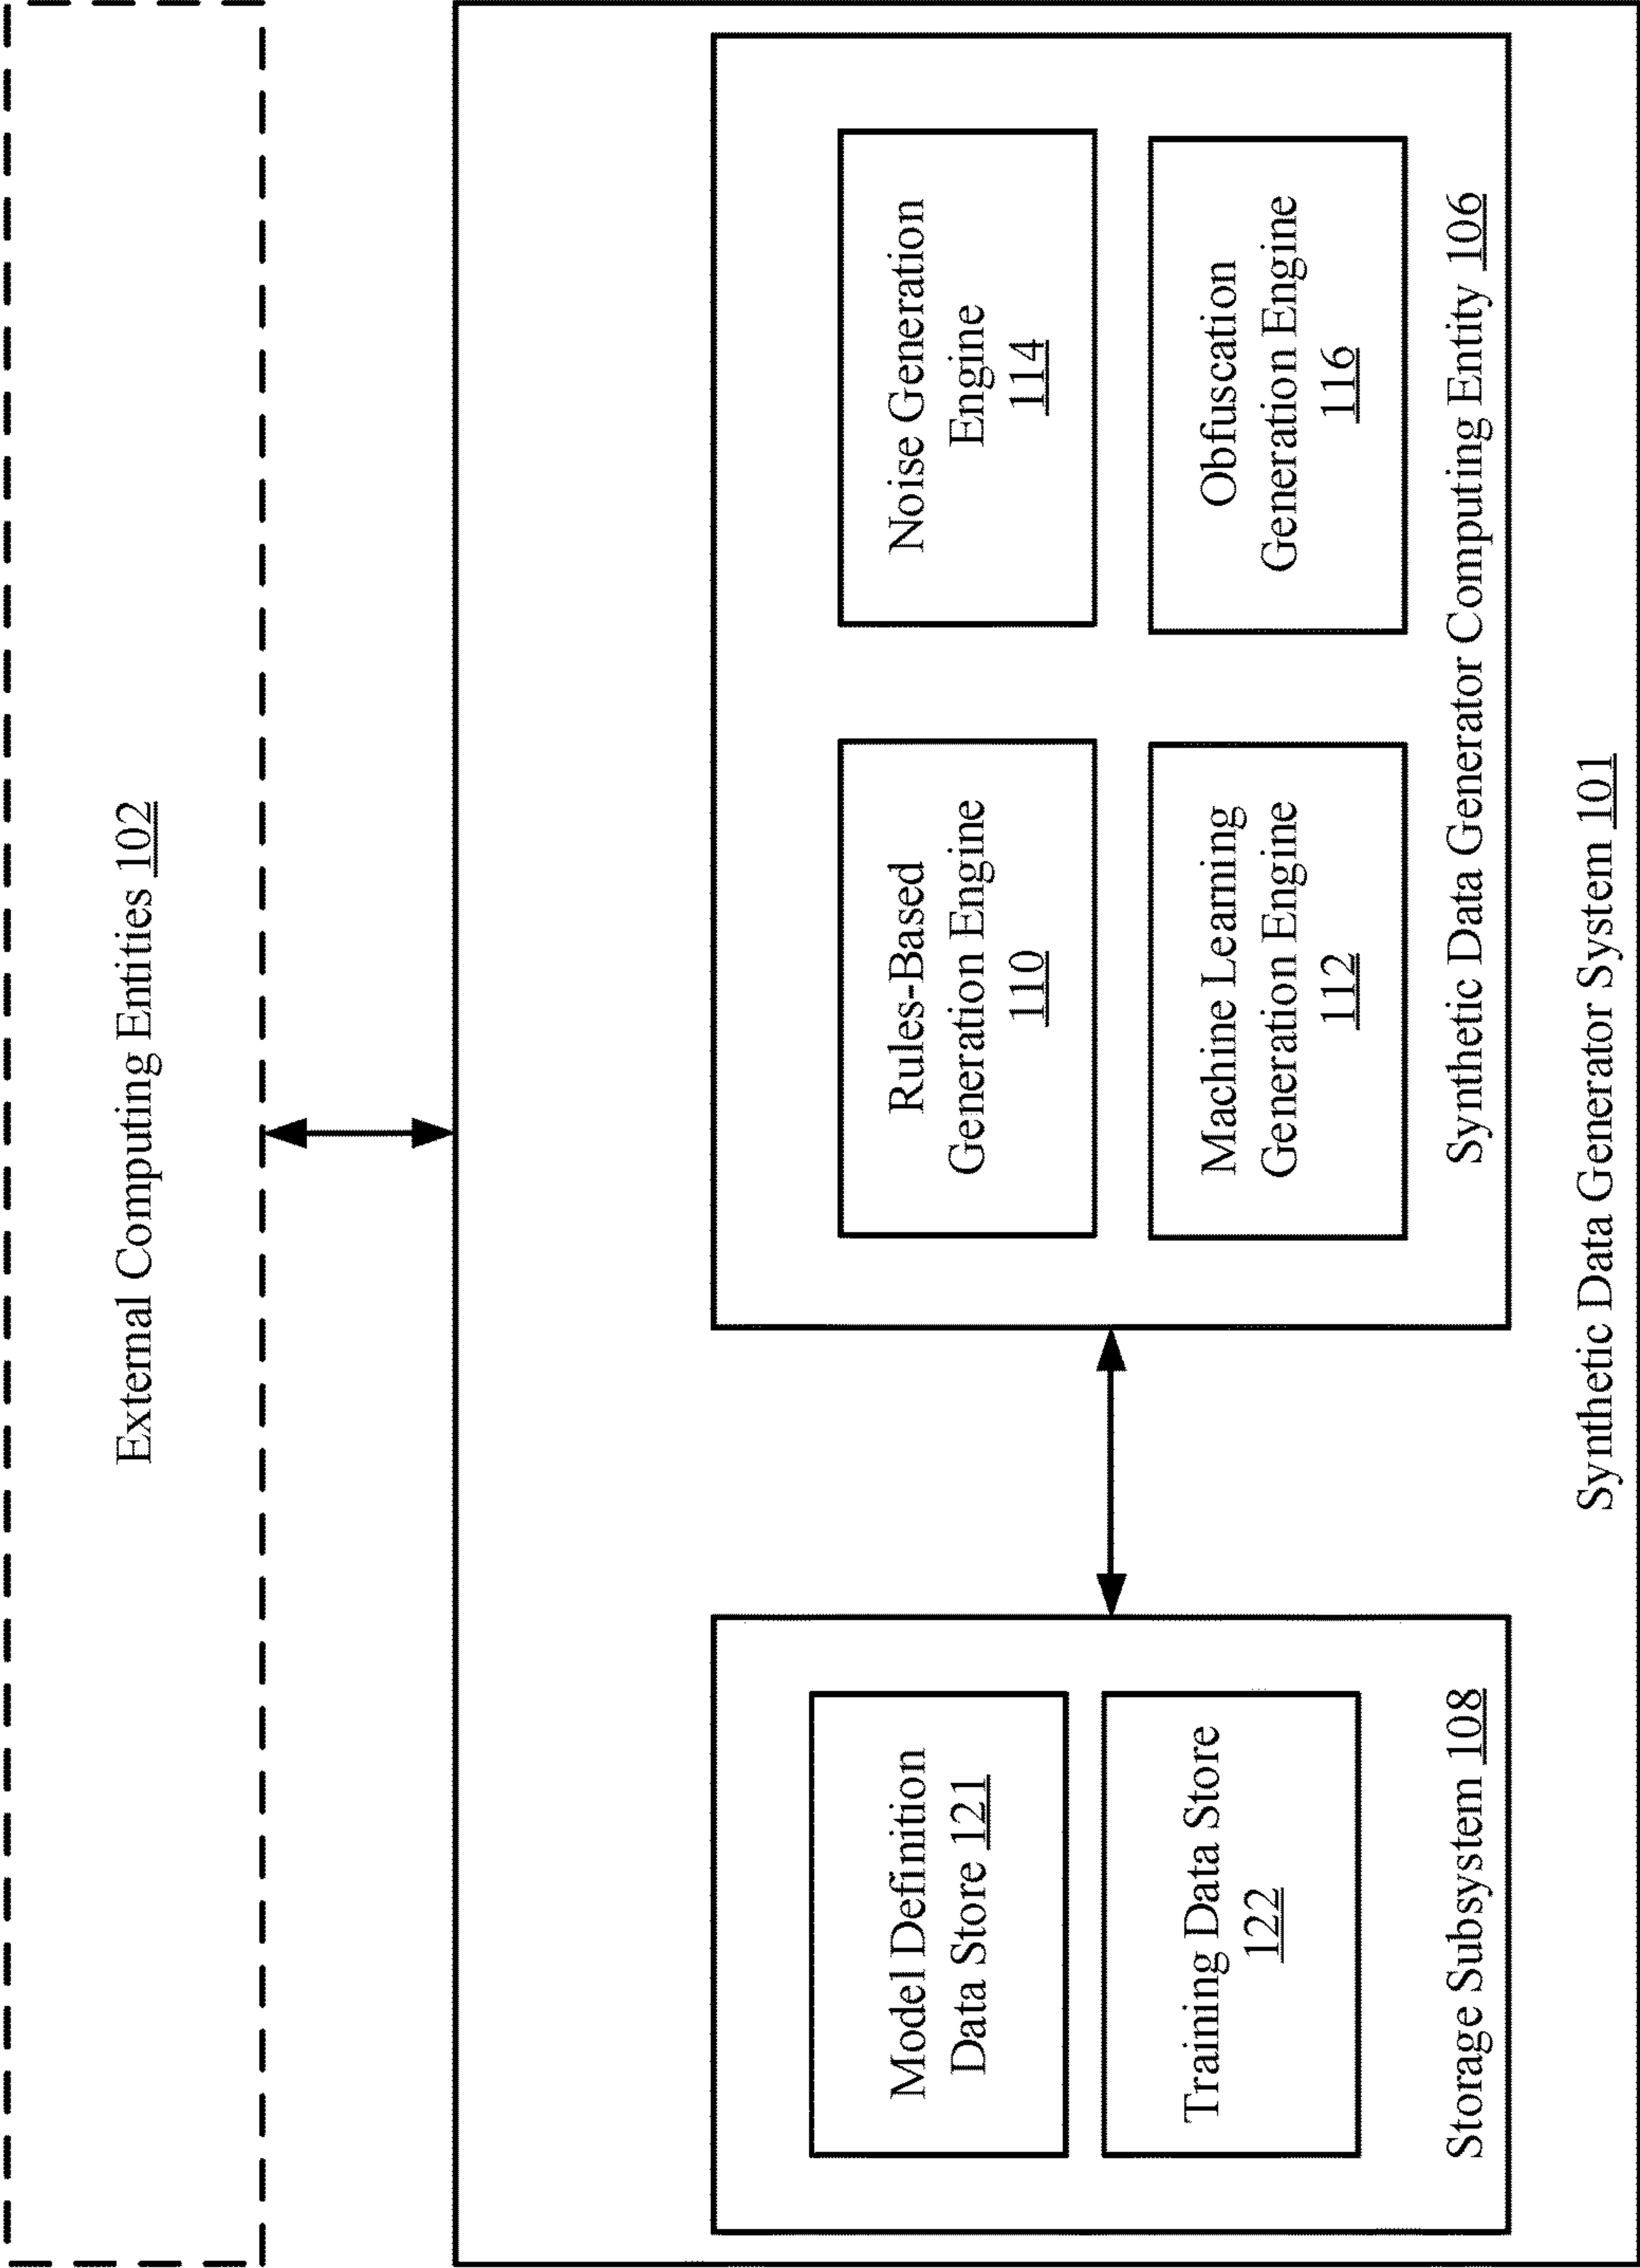 External Computing Entities 102
Model Definition
Data Store 121
Training Data Store
122
Storage Subsystem 108
Rules-Based
Generation Engine
110
Noise Generation
Engine
114
Machine Learning
Generation Engine
112
Obfuscation
Generation Engine
116
Synthetic Data Generator Computing Entity 106
Synthetic Data Generator System 101